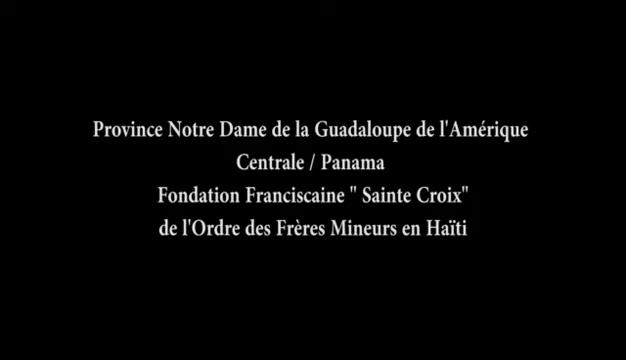 Province Notre Dame de la Guadaloupe de l'Amérique
Centrale / Panama
Fondation Franciscaine " Sainte Croix"
de l'Ordre des Frères Mineurs en Haïti